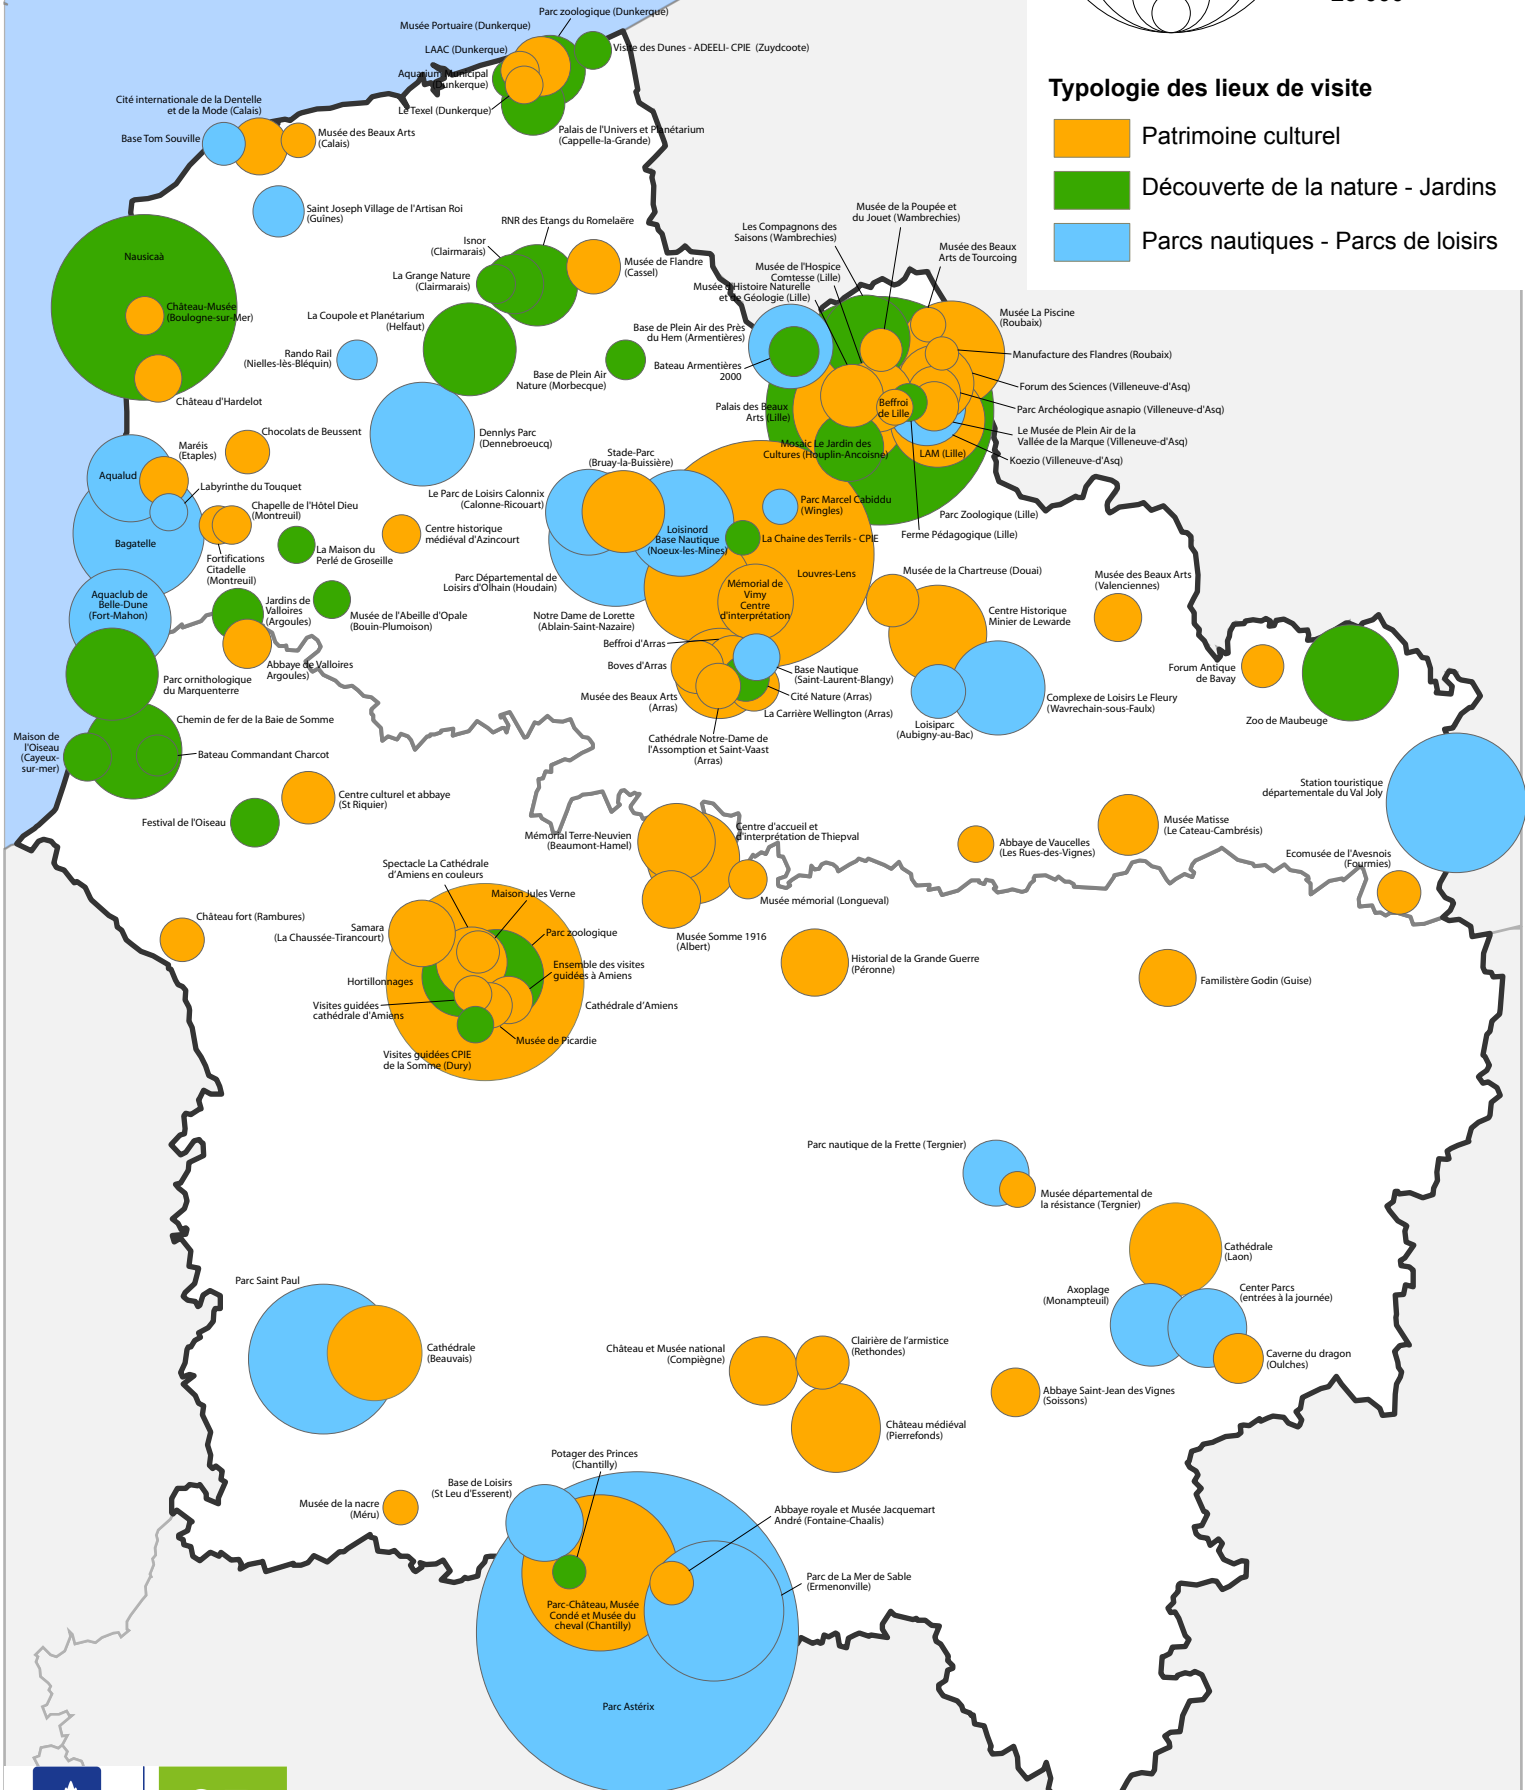 Typologie des lieux de visite
Patrimoine culturel
Découverte de la nature - Jardins
Parcs nautiques - Parcs de loisirs
Parc zoologique (Dunkerque)
Musée Portuaire (Dunkerque)
LAAC (Dunkerque)
Visite des Dunes - ADEELI- CPIE  (Zuydcoote)
Aquarium Municipal
(Dunkerque)
Le Texel (Dunkerque)
Palais de l'Univers et Planétarium
(Cappelle-la-Grande)
Cité internationale de la Dentelle
et de la Mode (Calais)
Base Tom Souville
Musée des Beaux Arts
(Calais)
Saint Joseph Village de l'Artisan Roi
(Guînes)
Nausicaà
Château-Musée
(Boulogne-sur-Mer)
Château d'Hardelot
RNR des Etangs du Romelaëre
Isnor
(Clairmarais)
La Grange Nature
(Clairmarais)
Musée de Flandre
(Cassel)
La Coupole et Planétarium
(Helfaut)
Rando Rail
(Nielles-lès-Bléquin)
Base de Plein Air
Nature (Morbecque)
Dennlys Parc
(Dennebroeucq)
Musée de la Poupée et
du Jouet (Wambrechies)
Les Compagnons des
Saisons (Wambrechies)
Musée des Beaux
Arts de Tourcoing
Musée de l'Hospice
Comtesse (Lille)
Musée d'Histoire Naturelle
et de Géologie (Lille)
Base de Plein Air des Près
du Hem (Armentières)
Bateau Armentières
2000
Musée La Piscine
(Roubaix)
Manufacture des Flandres (Roubaix)
Forum des Sciences (Villeneuve-d'Asq)
Parc Archéologique asnapio (Villeneuve-d'Asq)
Le Musée de Plein Air de la
Vallée de la Marque (Villeneuve-d'Asq)
Koezio (Villeneuve-d'Asq)
Palais des Beaux
Arts (Lille)
Beffroi
de Lille
Mosaic Le Jardin des
Cultures (Houplin-Ancoisne)
LAM (Lille)
Parc Zoologique (Lille)
Ferme Pédagogique (Lille)
Chocolats de Beussent
Maréis
(Etaples)
Aqualud
Labyrinthe du Touquet
Bagatelle
Chapelle de l'Hôtel Dieu
(Montreuil)
Fortifications
Citadelle
(Montreuil)
La Maison du
Perlé de Groseille
Centre historique
médiéval d'Azincourt
Stade-Parc
(Bruay-la-Buissière)
Le Parc de Loisirs Calonnix
(Calonne-Ricouart)
Parc Départemental de
Loisirs d'Olhain (Houdain)
Loisinord
Base Nautique
(Noeux-les-Mines)
Parc Marcel Cabiddu
(Wingles)
La Chaine des Terrils - CPIE
Louvres-Lens
Mémorial de
Vimy
Centre
d'interprétation
Notre Dame de Lorette
(Ablain-Saint-Nazaire)
Beffroi d'Arras
Boves d'Arras
Musée des Beaux Arts
(Arras)
Base Nautique
(Saint-Laurent-Blangy)
Cité Nature (Arras)
La Carrière Wellington (Arras)
Cathédrale Notre-Dame de
l'Assomption et Saint-Vaast
(Arras)
Musée de la Chartreuse (Douai)
Centre Historique
Minier de Lewarde
Musée des Beaux Arts
(Valenciennes)
Forum Antique
de Bavay
Zoo de Maubeuge
Loisiparc
(Aubigny-au-Bac)
Complexe de Loisirs Le Fleury
(Wavrechain-sous-Faulx)
Aquaclub de
Belle-Dune
(Fort-Mahon)
Jardins de
Valloires
(Argoules)
Musée de l'Abeille d'Opale
(Bouin-Plumoison)
Abbaye de Valloires
Argoules)
Parc ornithologique
du Marquenterre
Chemin de fer de la Baie de Somme
Maison de
l'Oiseau
(Cayeux-
sur-mer)
Bateau Commandant Charcot
Centre culturel et abbaye
(St Riquier)
Festival de l'Oiseau
Station touristique
départementale du Val Joly
Musée Matisse
(Le Cateau-Cambrésis)
Abbaye de Vaucelles
(Les Rues-des-Vignes)
Ecomusée de l'Avesnois
(Fourmies)
Mémorial Terre-Neuvien
(Beaumont-Hamel)
Centre d'accueil et
d'interprétation de Thiepval
Musée mémorial (Longueval)
Musée Somme 1916
(Albert)
Spectacle La Cathédrale
d'Amiens en couleurs
Maison Jules Verne
Château fort (Rambures)
Samara
(La Chaussée-Tirancourt)
Parc zoologique
Ensemble des visites
guidées à Amiens
Hortillonnages
Visites guidées
cathédrale d'Amiens
Cathédrale d'Amiens
Musée de Picardie
Visites guidées CPIE
de la Somme (Dury)
Historial de la Grande Guerre
(Péronne)
Familistère Godin (Guise)
Parc nautique de la Frette (Tergnier)
Musée départemental de
la résistance (Tergnier)
Cathédrale
(Laon)
Axoplage
(Monampteuil)
Center Parcs
(entrées à la journée)
Caverne du dragon
(Oulches)
Parc Saint Paul
Cathédrale
(Beauvais)
Château et Musée national
(Compiègne)
Clairière de l'armistice
(Rethondes)
Château médiéval
(Pierrefonds)
Abbaye Saint-Jean des Vignes
(Soissons)
Potager des Princes
(Chantilly)
Base de Loisirs
(St Leu d'Esserent)
Musée de la nacre
(Méru)
Abbaye royale et Musée Jacquemart
André (Fontaine-Chaalis)
Parc de La Mer de Sable
(Ermenonville)
Parc-Château, Musée
Condé et Musée du
cheval (Chantilly)
Parc Astérix